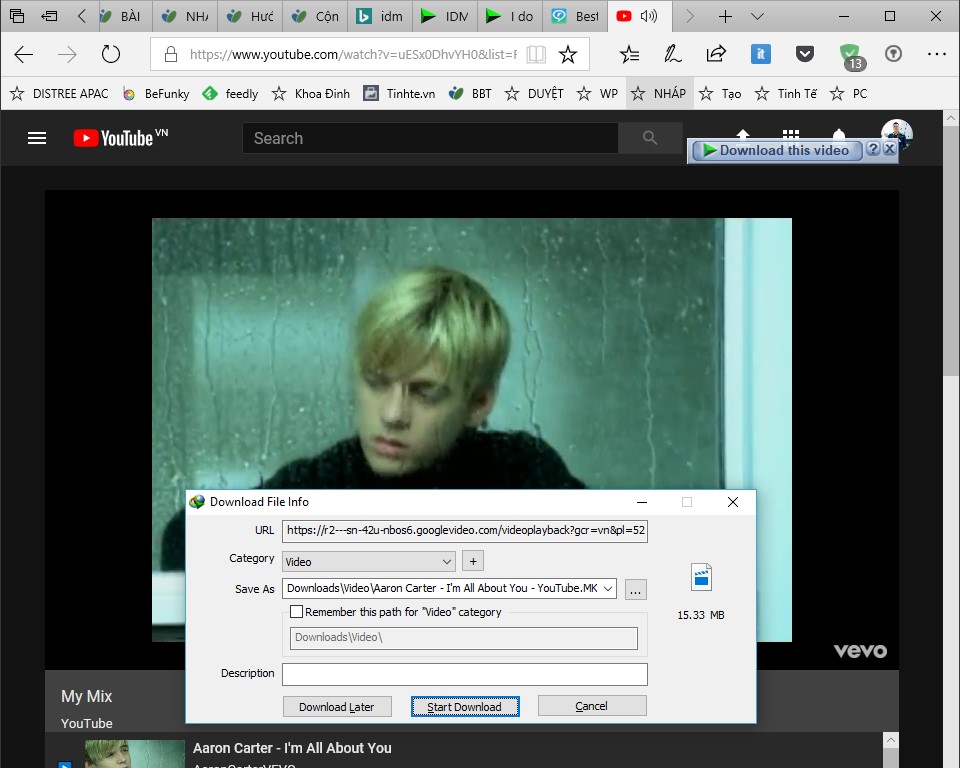 BÀI NHẬ Hướ Côn idm IDM I do Best
https://www.youtube.com/watch?v=uESx0DhvYH0&list=F
13
DISTREE APAC BeFunky feedly Khoa Đinh Tinhte.vn BBT DUYỆT WP NHÁP Tạo Tinh Tế PC
YouTube VN Search
Download this video ? X
Download File Info
URL https://r2---sn-42u-nbos6.googlevideo.com/videoplayback?gcr=vn&pl=52
Category Video +
Save As Downloads\Video\Aaron Carter - I'm All About You - YouTube.MK ...
15.33 MB
Remember this path for "Video" category
Downloads\Video\
vevo
Description
Download Later Start Download Cancel
My Mix
YouTube
Aaron Carter - I'm All About You
AaronCarterVEVO